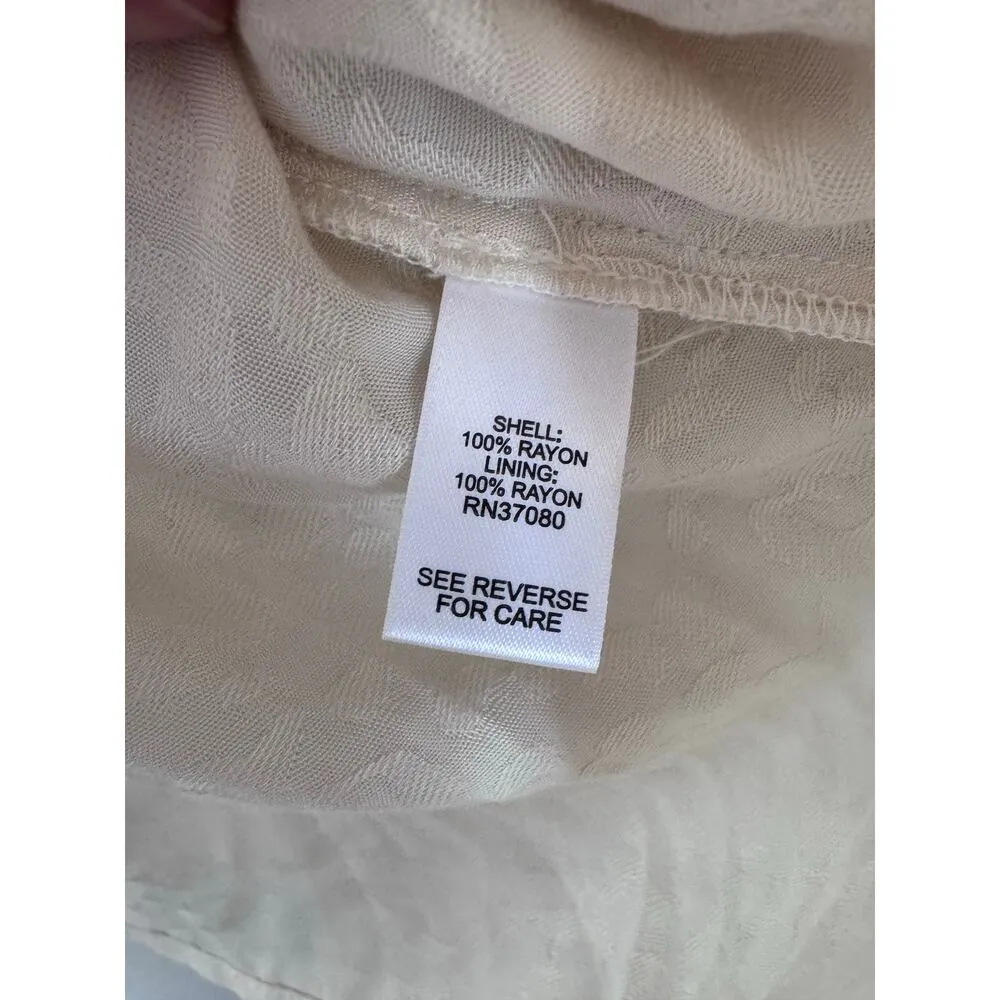 SHELL:
100% RAYON
LINING:
100% RAYON
RN37080
SEE REVERSE
FOR CARE